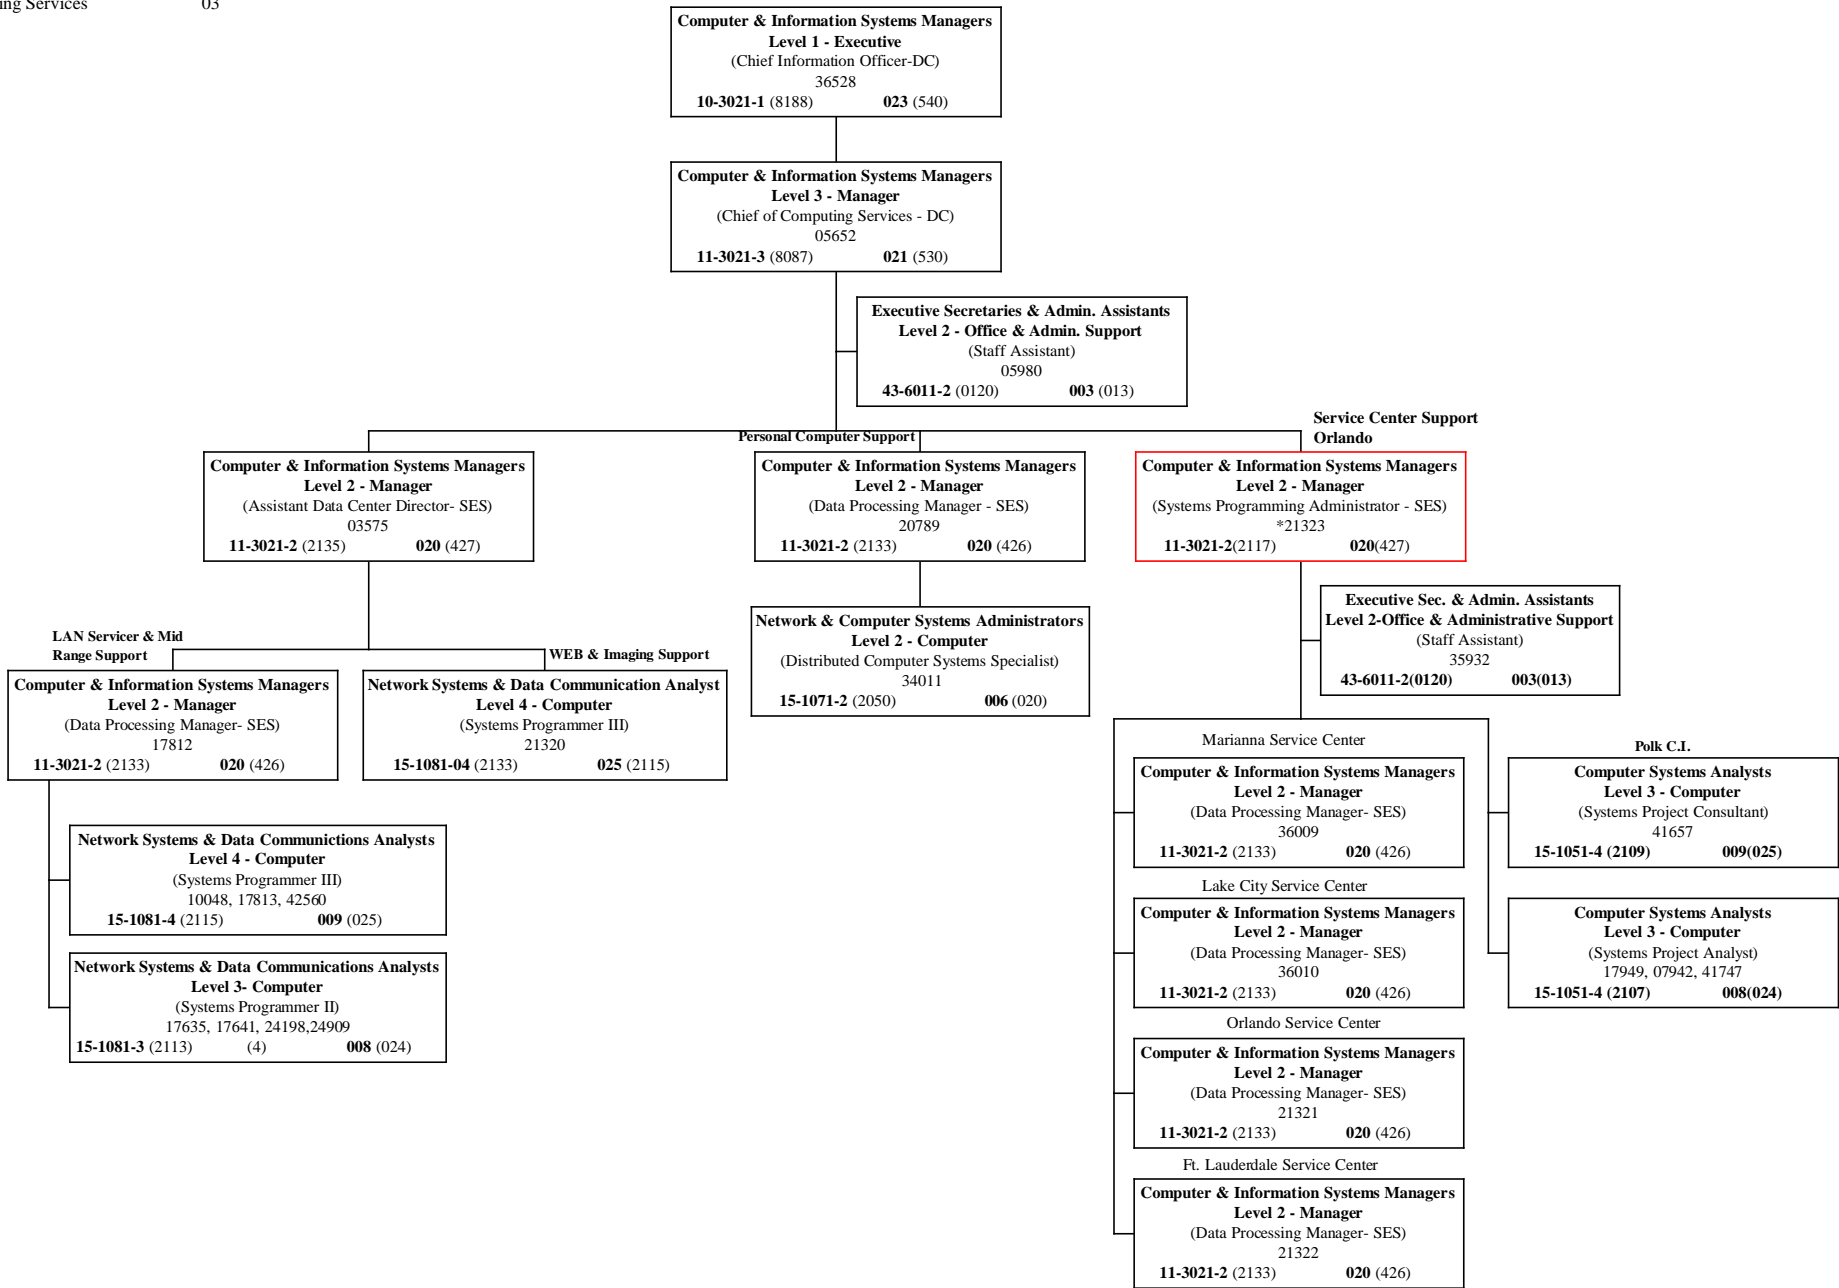 ing Services 03
Computer & Information Systems Managers
Level 1 - Executive
(Chief Information Officer-DC)
36528
10-3021-1 (8188) 023 (540)
Computer & Information Systems Managers
Level 3 - Manager
(Chief of Computing Services - DC)
05652
11-3021-3 (8087) 021 (530)
Executive Secretaries & Admin. Assistants
Level 2 - Office & Admin. Support
(Staff Assistant)
05980
43-6011-2 (0120) 003 (013)
Computer & Information Systems Managers
Level 2 - Manager
(Assistant Data Center Director- SES)
03575
11-3021-2 (2135) 020 (427)
Personal Computer Support
Computer & Information Systems Managers
Level 2 - Manager
(Data Processing Manager - SES)
20789
11-3021-2 (2133) 020 (426)
Service Center Support
Orlando
Computer & Information Systems Managers
Level 2 - Manager
(Systems Programming Administrator - SES)
*21323
11-3021-2(2117) 020(427)
Executive Sec. & Admin. Assistants
Level 2-Office & Administrative Support
(Staff Assistant)
35932
43-6011-2(0120) 003(013)
Network & Computer Systems Administrators
Level 2 - Computer
(Distributed Computer Systems Specialist)
34011
15-1071-2 (2050) 006 (020)
LAN Servicer & Mid
Range Support
Computer & Information Systems Managers
Level 2 - Manager
(Data Processing Manager- SES)
17812
11-3021-2 (2133) 020 (426)
WEB & Imaging Support
Network Systems & Data Communication Analyst
Level 4 - Computer
(Systems Programmer III)
21320
15-1081-04 (2133) 025 (2115)
Network Systems & Data Communictions Analysts
Level 4 - Computer
(Systems Programmer III)
10048, 17813, 42560
15-1081-4 (2115) 009 (025)
Network Systems & Data Communications Analysts
Level 3- Computer
(Systems Programmer II)
17635, 17641, 24198,24909
15-1081-3 (2113) (4) 008 (024)
Marianna Service Center
Computer & Information Systems Managers
Level 2 - Manager
(Data Processing Manager- SES)
36009
11-3021-2 (2133) 020 (426)
Lake City Service Center
Computer & Information Systems Managers
Level 2 - Manager
(Data Processing Manager- SES)
36010
11-3021-2 (2133) 020 (426)
Orlando Service Center
Computer & Information Systems Managers
Level 2 - Manager
(Data Processing Manager- SES)
21321
11-3021-2 (2133) 020 (426)
Ft. Lauderdale Service Center
Computer & Information Systems Managers
Level 2 - Manager
(Data Processing Manager- SES)
21322
11-3021-2 (2133) 020 (426)
Polk C.I.
Computer Systems Analysts
Level 3 - Computer
(Systems Project Consultant)
41657
15-1051-4 (2109) 009(025)
Computer Systems Analysts
Level 3 - Computer
(Systems Project Analyst)
17949, 07942, 41747
15-1051-4 (2107) 008(024)